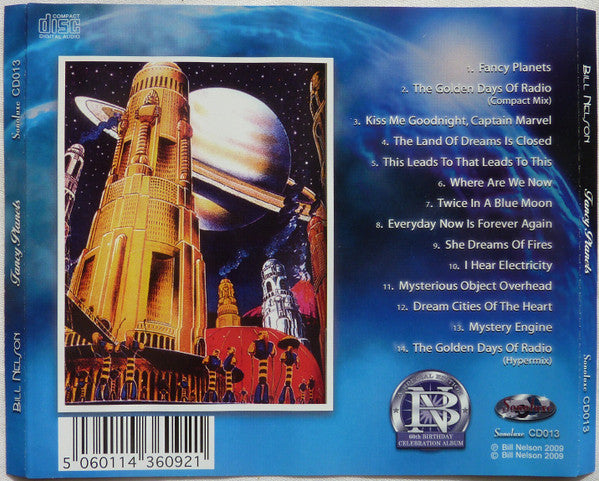 COMPACT
disc
DIGITAL AUDIO
Bill Nelson Fancy Planets Sonoluxe CD013
1. Fancy Planets
2. The Golden Days Of Radio
(Compact Mix)
3. Kiss Me Goodnight, Captain Marvel
4. The Land Of Dreams Is Closed
5. This Leads To That Leads To This
6. Where Are We Now
7. Twice In A Blue Moon
8. Everyday Now Is Forever Again
9. She Dreams Of Fires
10. I Hear Electricity
11. Mysterious Object Overhead
12. Dream Cities Of The Heart
13. Mystery Engine
14. The Golden Days Of Radio
(Hypermix)
BN
60th BIRTHDAY
CELEBRATION ALBUM
Sonoluxe
Sonoluxe CD013
℗ Bill Nelson 2009
© Bill Nelson 2009
5 060114 360921
Bill Nelson Fancy Planets Sonoluxe CD013